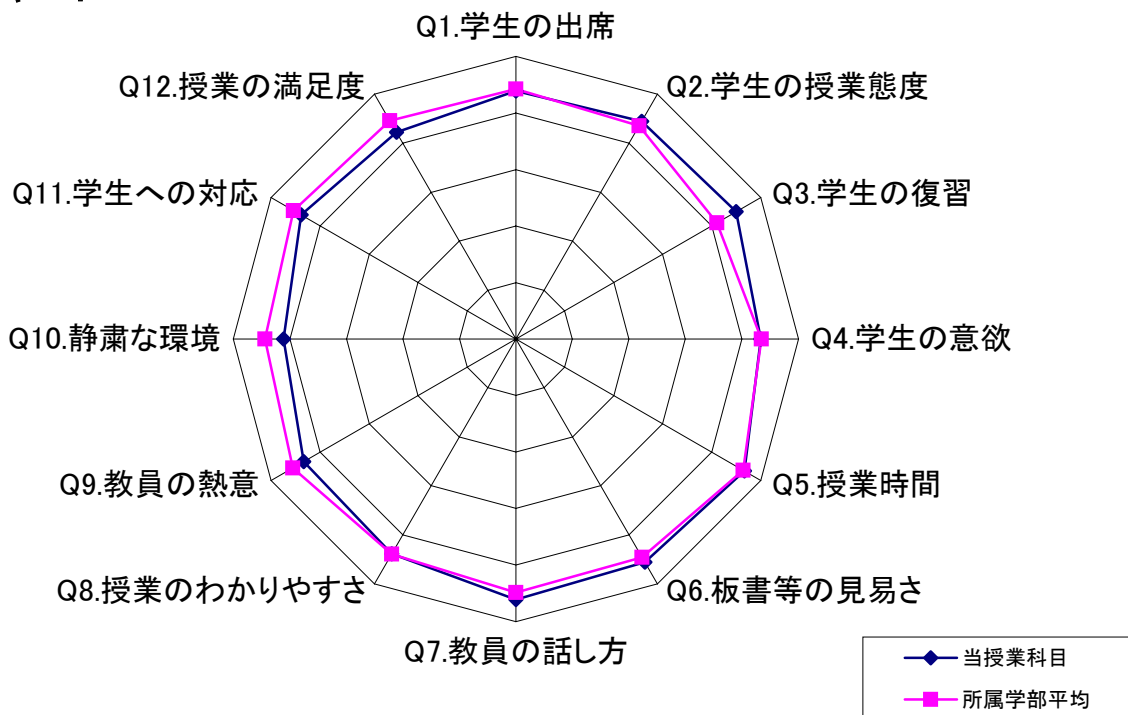 Q1.学生の出席
Q2.学生の授業態度
Q3.学生の復習
Q4.学生の意欲
Q5.授業時間
Q6.板書等の見易さ
Q7.教員の話し方
Q8.授業のわかりやすさ
Q9.教員の熱意
Q10.静粛な環境
Q11.学生への対応
Q12.授業の満足度
当授業科目
所属学部平均